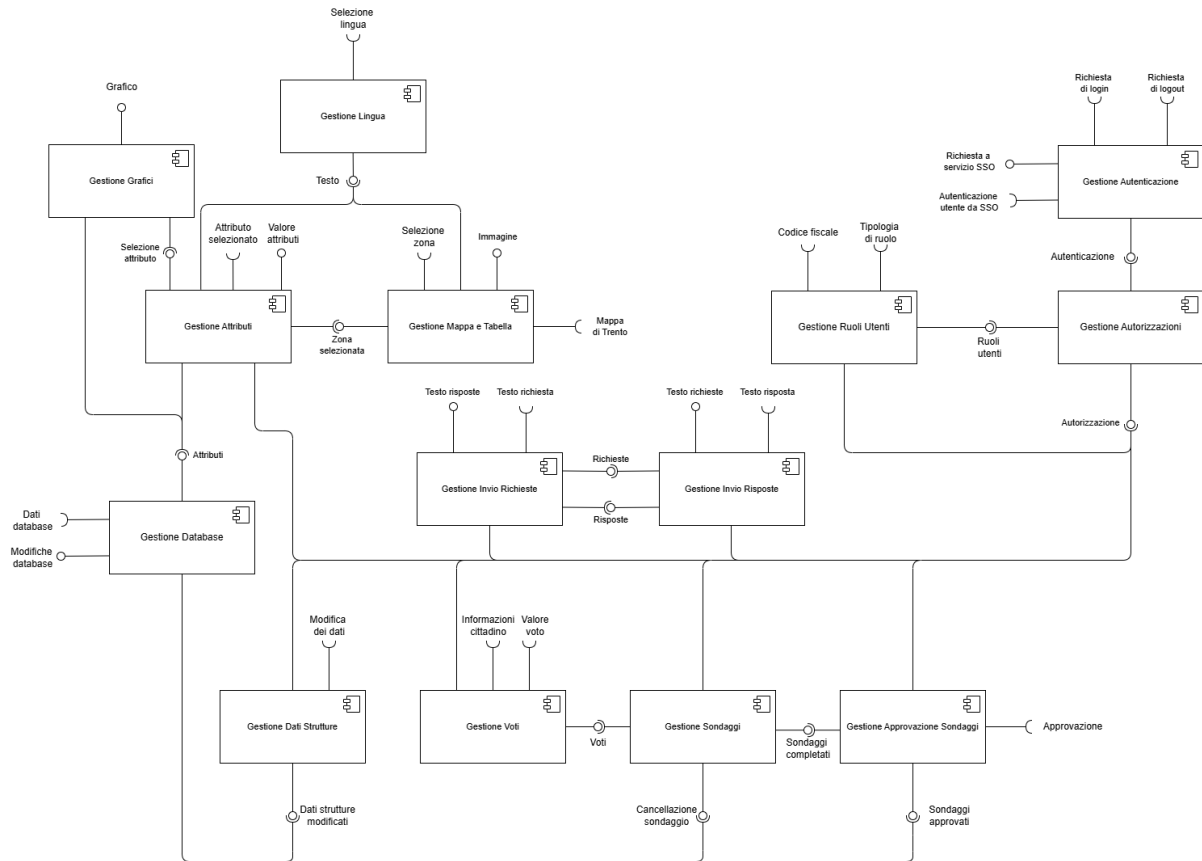 Selezione
lingua
Gestione Lingua
Testo
Grafico
Gestione Grafici
Selezione
attributo
Attributo
selezionato
Valore
attributi
Gestione Attributi
Zona
selezionata
Selezione
zona
Immagine
Gestione Mappa e Tabella
Mappa
di Trento
Richiesta
di login
Richiesta
di logout
Richiesta a
servizio SSO
Autenticazione
utente da SSO
Gestione Autenticazione
Autenticazione
Codice fiscale
Tipologia
di ruolo
Gestione Ruoli Utenti
Ruoli
utenti
Gestione Autorizzazioni
Autorizzazione
Testo risposte
Testo richiesta
Gestione Invio Richieste
Richieste
Risposte
Testo richieste
Testo risposta
Gestione Invio Risposte
Attributi
Dati
database
Modifiche
database
Gestione Database
Modifica
dei dati
Gestione Dati Strutture
Dati strutture
modificati
Informazioni
cittadino
Valore
voto
Gestione Voti
Voti
Gestione Sondaggi
Cancellazione
sondaggio
Sondaggi
completati
Gestione Approvazione Sondaggi
Approvazione
Sondaggi
approvati